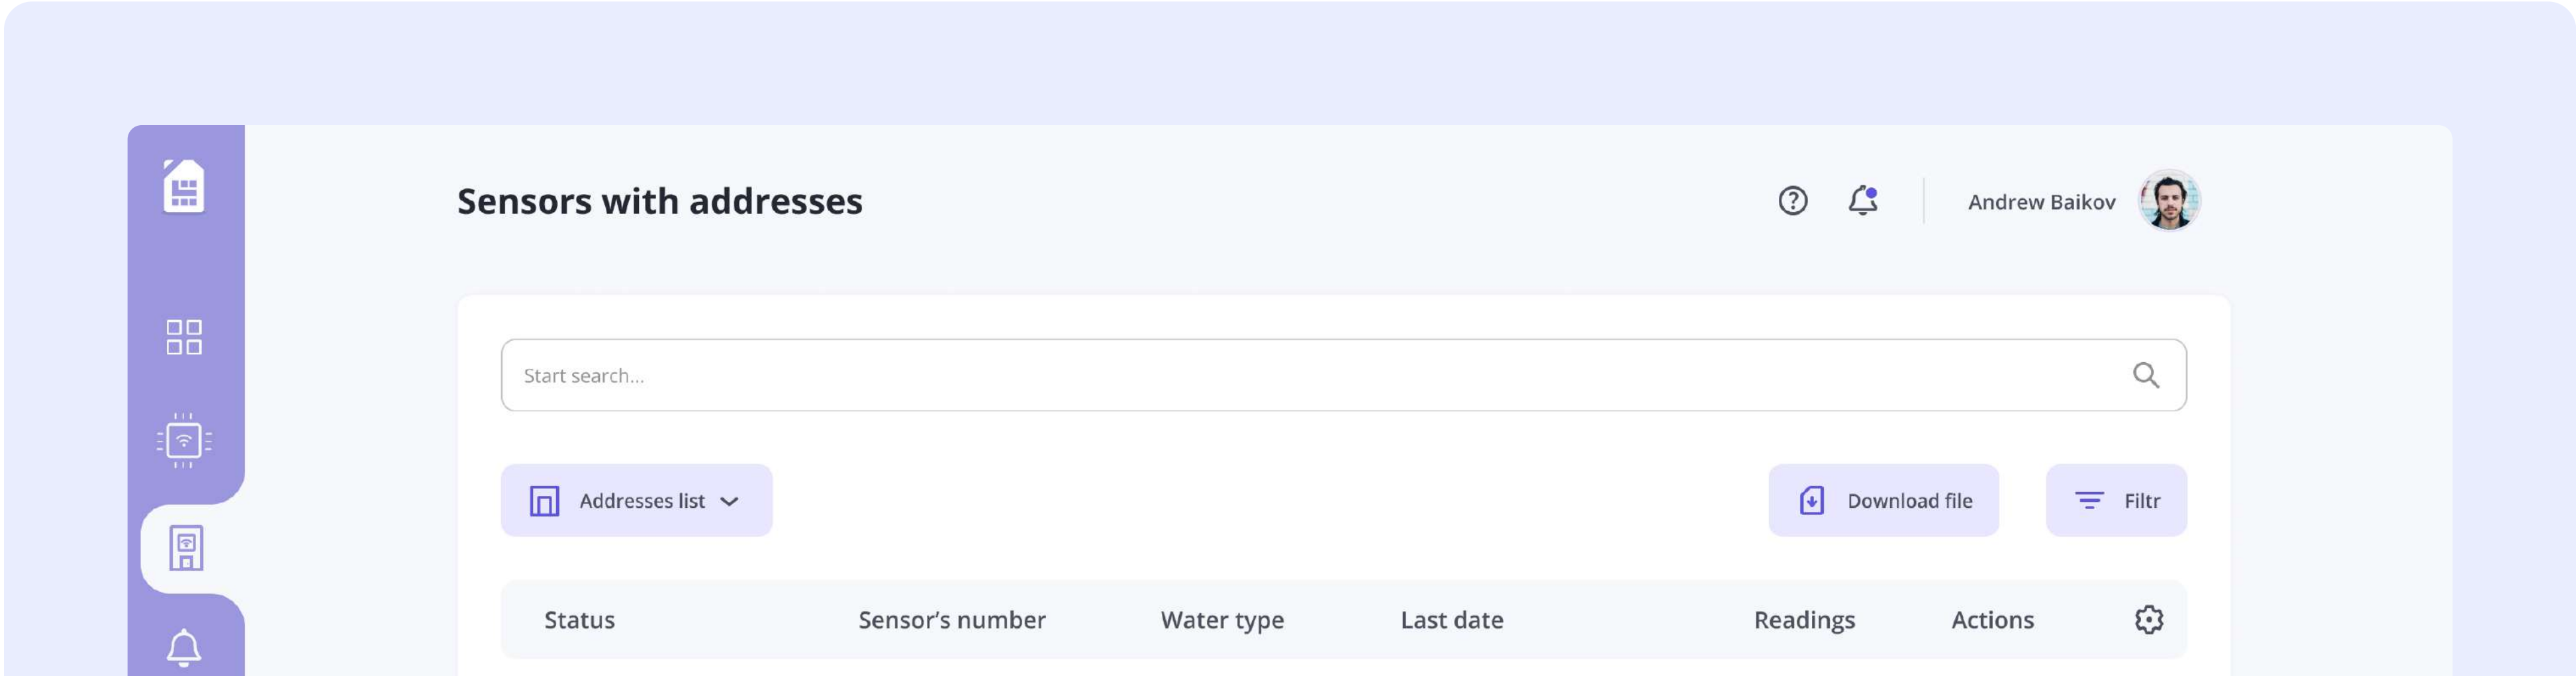 Sensors with addresses
Andrew Baikov
Start search...
Addresses list
Download file
Filtr
Status
Sensor’s number
Water type
Last date
Readings
Actions